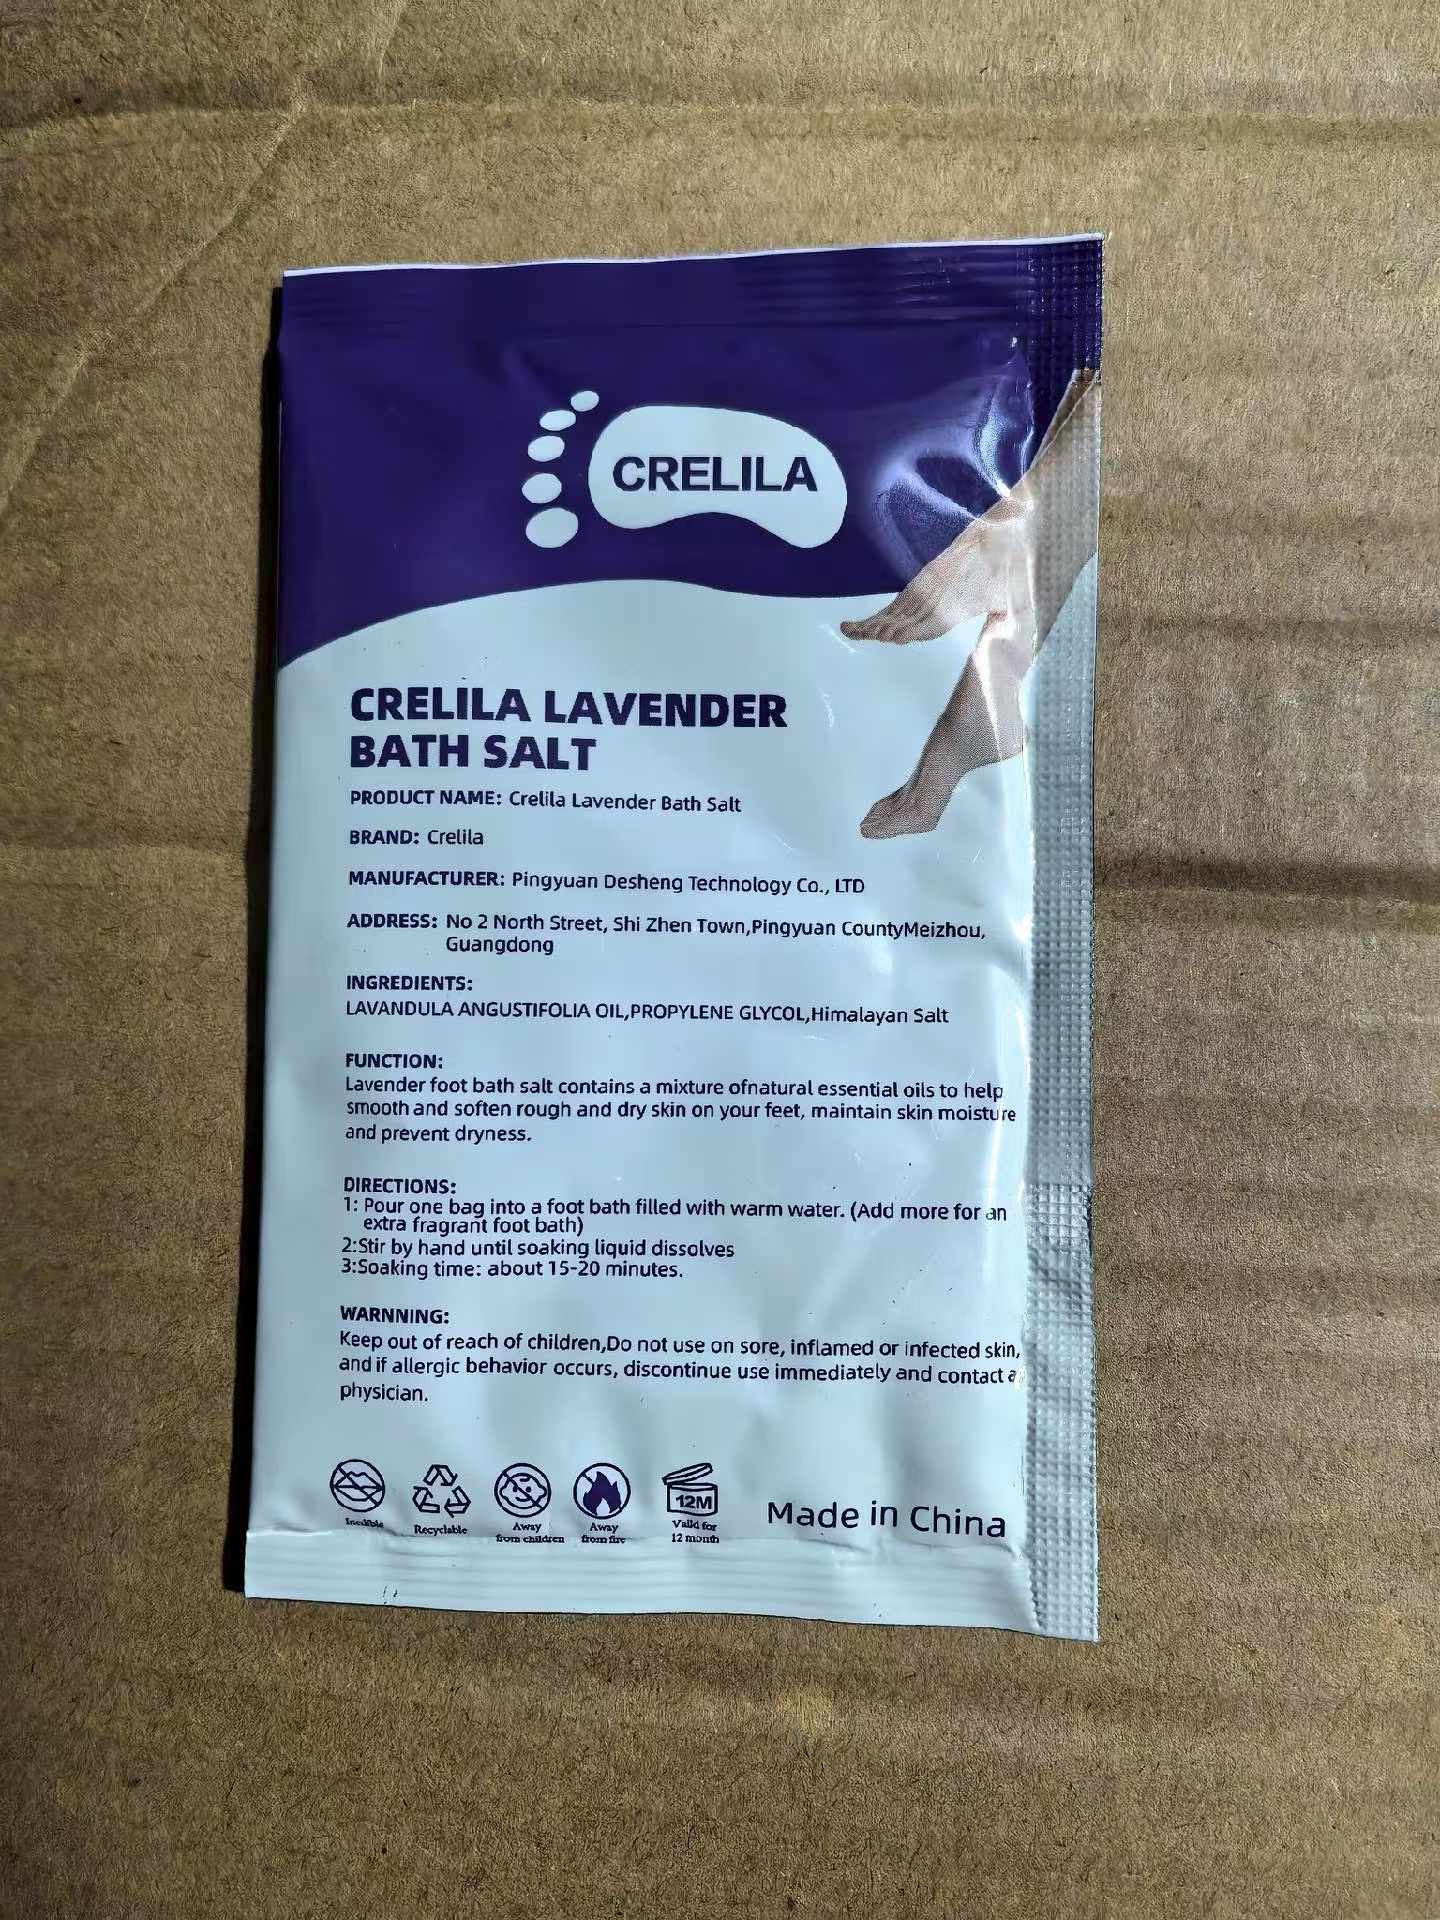 CRELILA
CRELILA LAVENDER
BATH SALT
PRODUCT NAME: Crelila Lavender Bath Salt
BRAND: Crelila
MANUFACTURER: Pingyuan Desheng Technology Co., LTD
ADDRESS: No 2 North Street, Shi Zhen Town,Pingyuan CountyMeizhou,
Guangdong
INGREDIENTS:
LAVANDULA ANGUSTIFOLIA OIL,PROPYLENE GLYCOL,Himalayan Salt
FUNCTION:
Lavender foot bath salt contains a mixture ofnatural essential oils to help
smooth and soften rough and dry skin on your feet, maintain skin moisture
and prevent dryness.
DIRECTIONS:
1: Pour one bag into a foot bath filled with warm water. (Add more for an
extra fragrant foot bath)
2:Stir by hand until soaking liquid dissolves
3:Soaking time: about 15-20 minutes.
WARNNING:
Keep out of reach of children,Do not use on sore, inflamed or infected skin,
and if allergic behavior occurs, discontinue use immediately and contact a
physician.
Inedible
Recyclable
Away
from children
Away
from fire
12M
Valid for
12 month
Made in China